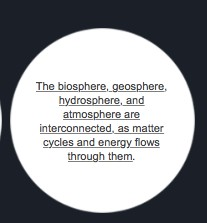 The biosphere, geosphere,
hydrosphere, and
atmosphere are
interconnected, as matter
cycles and energy flows
through them.